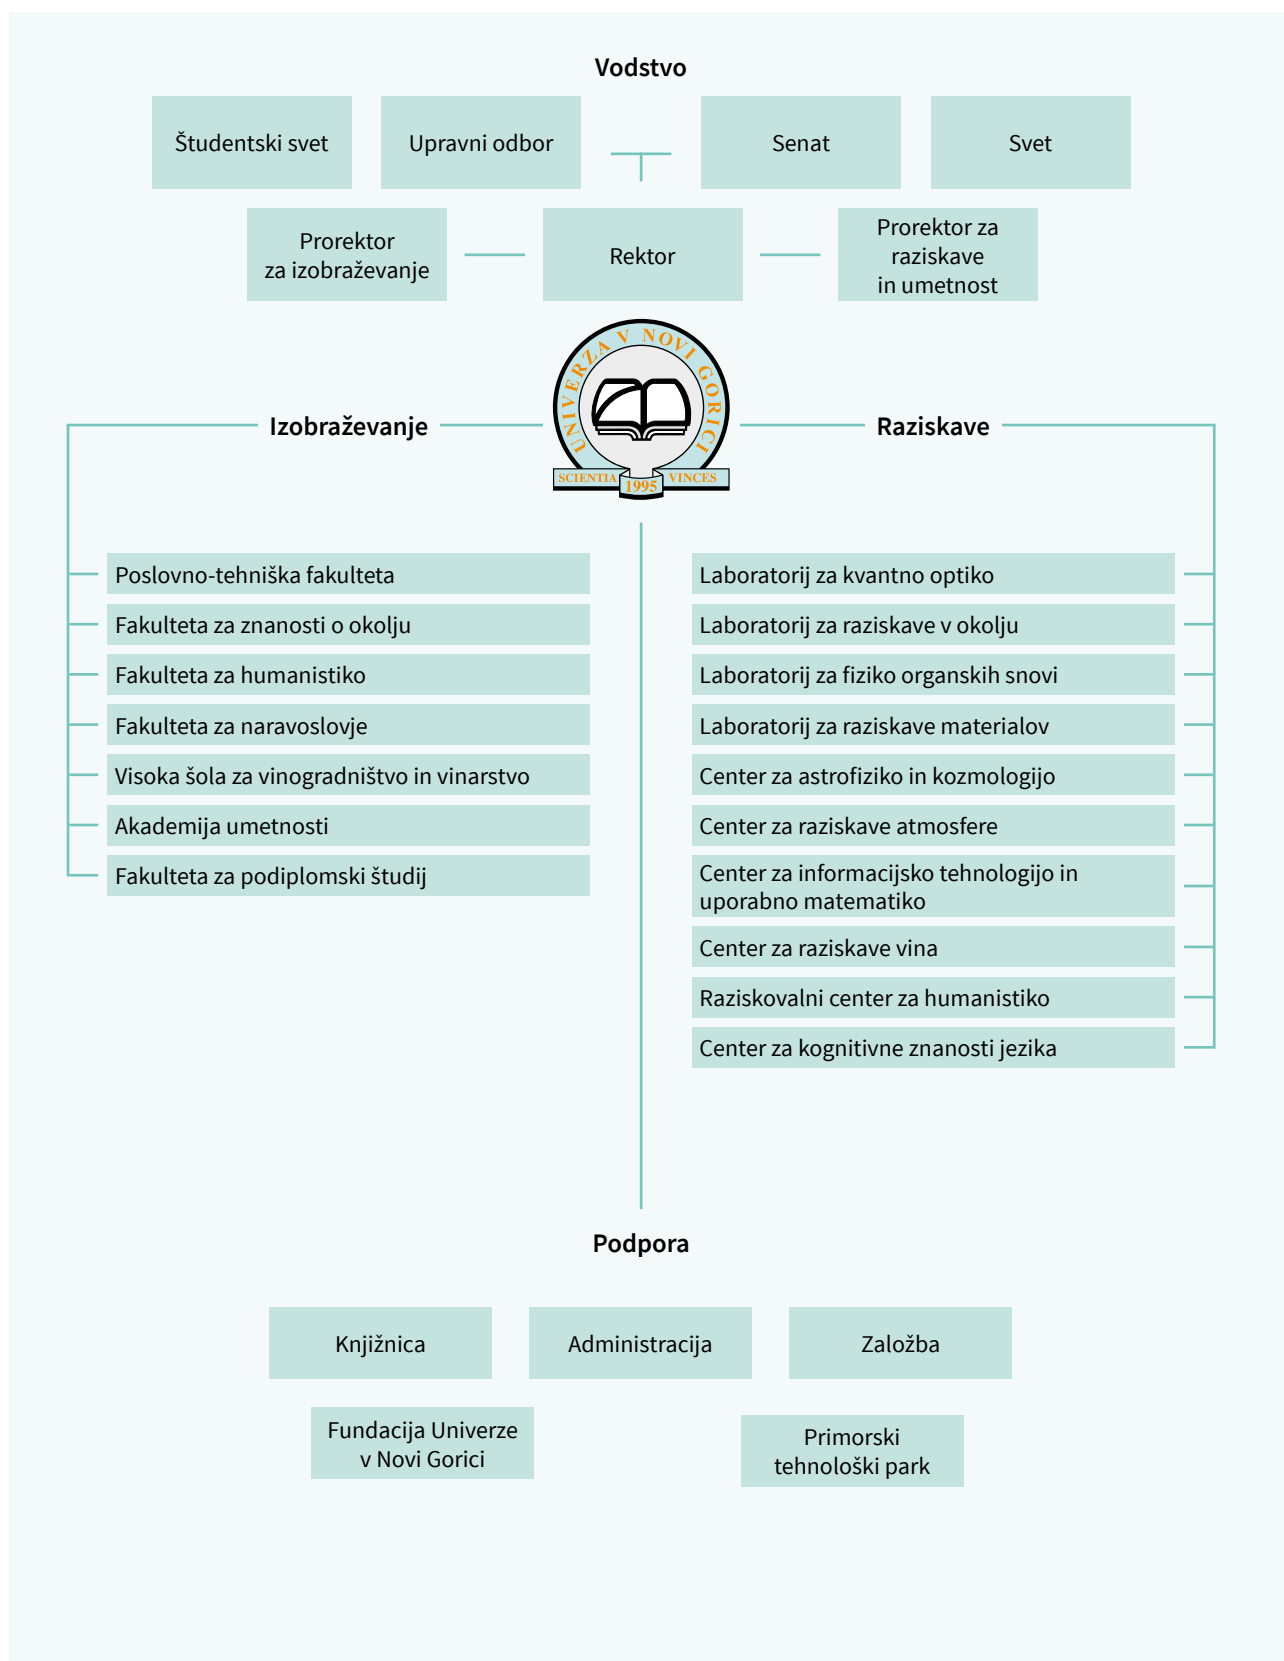 Vodstvo
Študentski svet
Upravni odbor
Senat
Svet
Prorektor
za izobraževanje
Rektor
Prorektor za
raziskave
in umetnost
UNIVERZA V NOVI GORICI
SCIENTIA
1995
VINCES
Izobraževanje
Raziskave
Poslovno-tehniška fakulteta
Fakulteta za znanosti o okolju
Fakulteta za humanistiko
Fakulteta za naravoslovje
Visoka šola za vinogradništvo in vinarstvo
Akademija umetnosti
Fakulteta za podiplomski študij
Laboratorij za kvantno optiko
Laboratorij za raziskave v okolju
Laboratorij za fiziko organskih snovi
Laboratorij za raziskave materialov
Center za astrofiziko in kozmologijo
Center za raziskave atmosfere
Center za informacijsko tehnologijo in
uporabno matematiko
Center za raziskave vina
Raziskovalni center za humanistiko
Center za kognitivne znanosti jezika
Podpora
Knjižnica
Administracija
Založba
Fundacija Univerze
v Novi Gorici
Primorski
tehnološki park